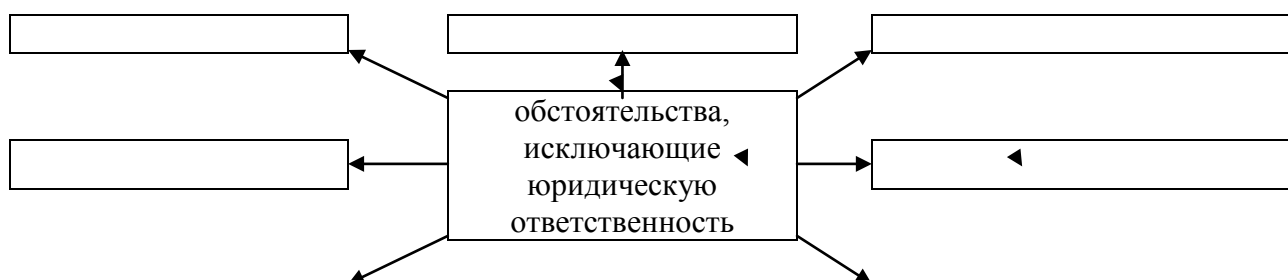 обстоятельства,
исключающие
юридическую
ответственность